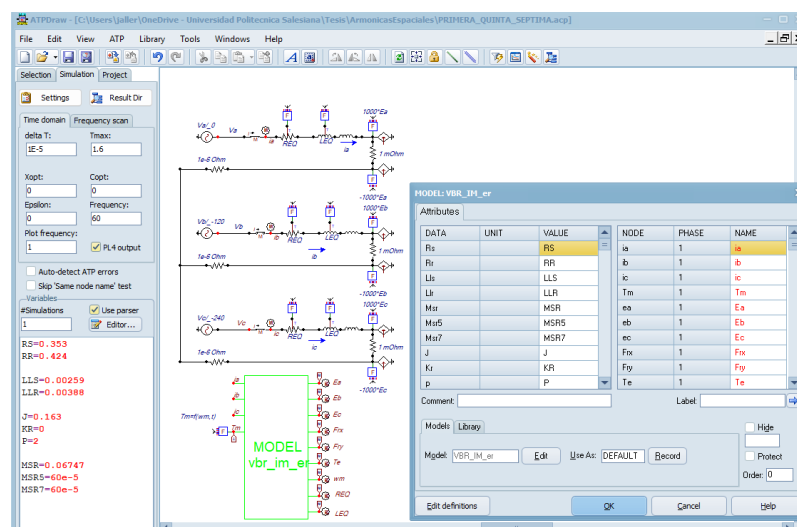 ATPDraw - [C:\Users\jaller\OneDrive - Universidad Politecnica Salesiana\Tesis\ArmonicasEspaciales\PRIMERA_QUINTA_SEPTIMA.acp]
File Edit View ATP Library Tools Windows Help
Selection Simulation Project
Settings Result Dir
Time domain Frequency scan
delta T: Tmax:
1E-5 1.6
Xopt: Copt:
0 0
Epsilon: Frequency:
0 60
Plot frequency:
1 PL4 output
Auto-detect ATP errors
Skip 'Same node name' test
Variables
#Simulations Use parser
1 Editor...
RS=0.353
RR=0.424
LLS=0.00259
LLR=0.00388
J=0.163
KR=0
P=2
MSR=0.06747
MSR5=60e-5
MSR7=60e-5
1000*Ea
Va/_0 Va ia REQ LEQ
ia
1 mOhm
1e-6 Ohm
-1000*Ea
1000*Eb
Vb/_-120 Vb ib REQ LEQ
ib
1 mOhm
1e-6 Ohm
-1000*Eb
1000*Ec
Vc/_-240 Vc ic REQ LEQ
ic
1 mOhm
1e-6 Ohm
-1000*Ec
ia Ea
ib Eb
ic Ec
Tm=f(wm,t) Tm Frx
Fry
MODEL Te
vbr_im_er wm
REQ
LEQ
MODEL: VBR_IM_er
Attributes
DATA UNIT VALUE NODE PHASE NAME
Rs RS ia 1 ia
Rr RR ib 1 ib
Lls LLS ic 1 ic
Llr LLR Tm 1 Tm
Msr MSR ea 1 Ea
Msr5 MSR5 eb 1 Eb
Msr7 MSR7 ec 1 Ec
J J Frx 1 Frx
Kr KR Fry 1 Fry
p P Te 1 Te
Comment: Label:
Models Library
Model: VBR_IM_er Edit Use As: DEFAULT Record
Hide
Protect
Order: 0
Edit definitions OK Cancel Help